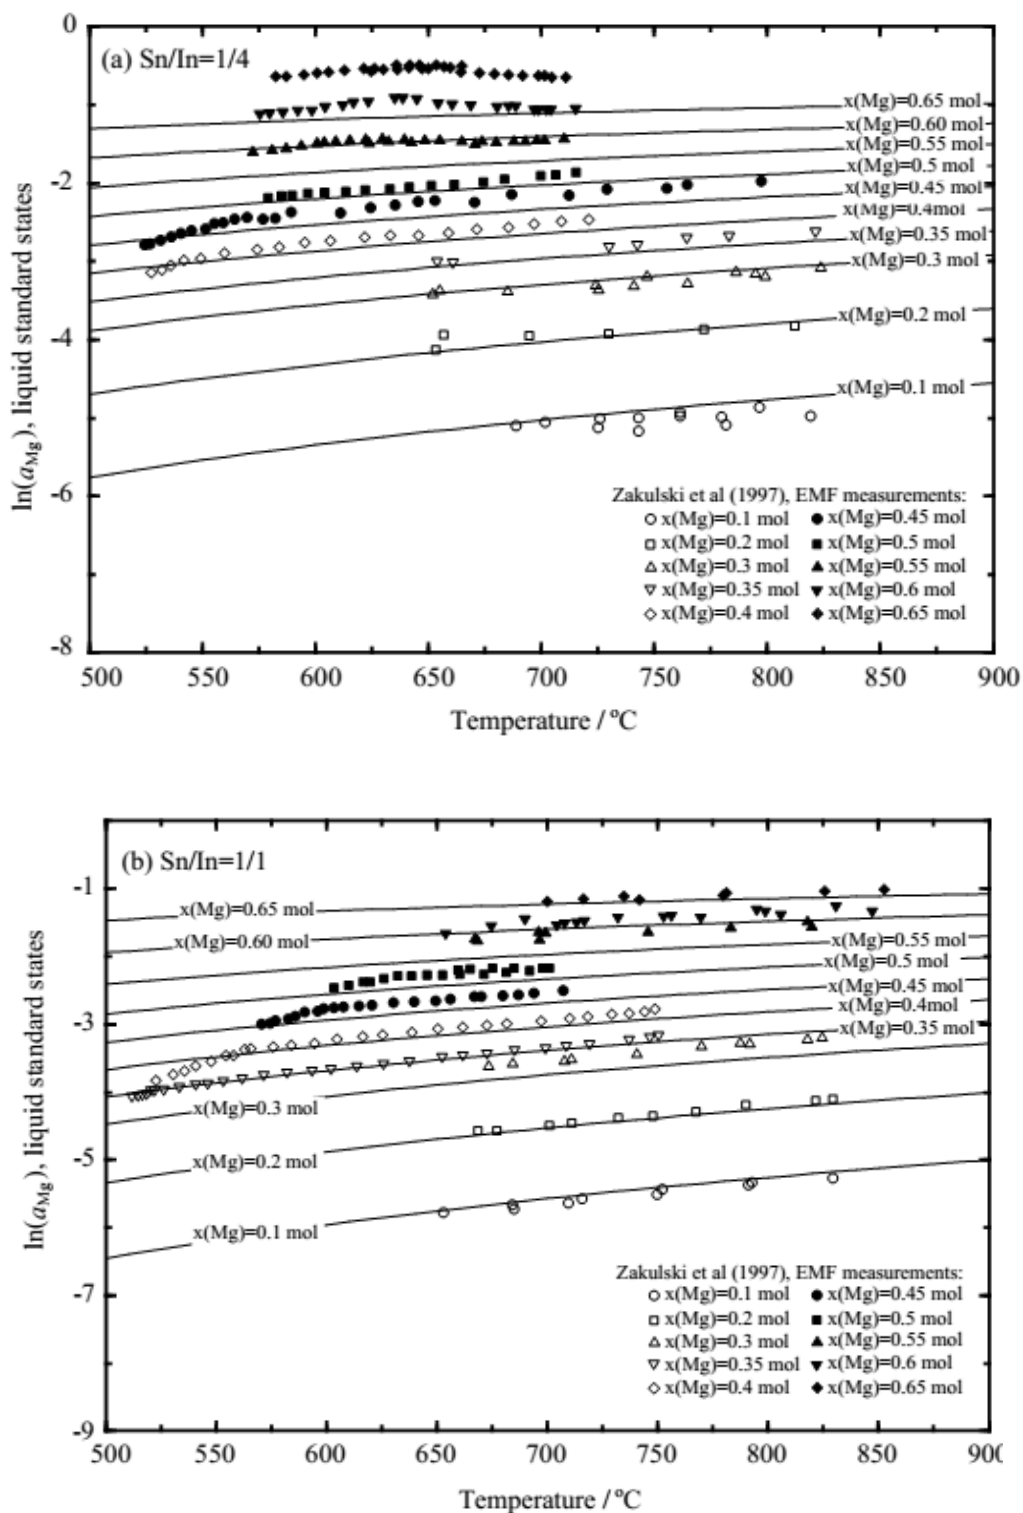 0
(a) Sn/In=1/4
x(Mg)=0.65 mol
x(Mg)=0.60 mol
x(Mg)=0.55 mol
-2
x(Mg)=0.5 mol
x(Mg)=0.45 mol
x(Mg)=0.4mol
x(Mg)=0.35 mol
x(Mg)=0.3 mol
x(Mg)=0.2 mol
-4
x(Mg)=0.1 mol
ln(aMg), liquid standard states
-6
Zakulski et al (1997), EMF measurements:
x(Mg)=0.1 mol x(Mg)=0.45 mol
x(Mg)=0.2 mol x(Mg)=0.5 mol
x(Mg)=0.3 mol x(Mg)=0.55 mol
x(Mg)=0.35 mol x(Mg)=0.6 mol
x(Mg)=0.4 mol x(Mg)=0.65 mol
-8
500 550 600 650 700 750 800 850 900
Temperature / °C
(b) Sn/In=1/1
-1
x(Mg)=0.65 mol
x(Mg)=0.60 mol
x(Mg)=0.55 mol
x(Mg)=0.5 mol
x(Mg)=0.45 mol
x(Mg)=0.4mol
-3
x(Mg)=0.35 mol
x(Mg)=0.3 mol
x(Mg)=0.2 mol
-5
x(Mg)=0.1 mol
ln(aMg), liquid standard states
-7
Zakulski et al (1997), EMF measurements:
x(Mg)=0.1 mol x(Mg)=0.45 mol
x(Mg)=0.2 mol x(Mg)=0.5 mol
x(Mg)=0.3 mol x(Mg)=0.55 mol
x(Mg)=0.35 mol x(Mg)=0.6 mol
x(Mg)=0.4 mol x(Mg)=0.65 mol
-9
500 550 600 650 700 750 800 850 900
Temperature / °C